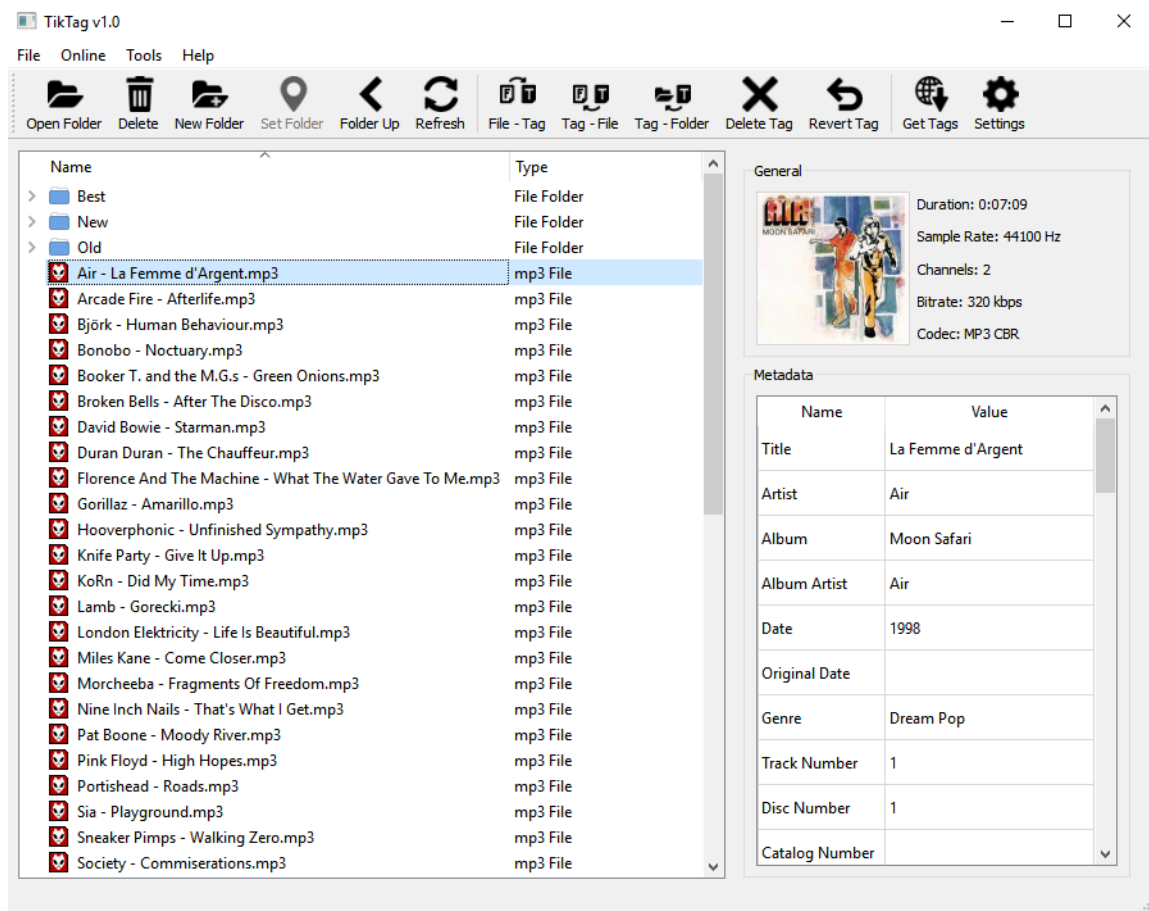 TikTag v1.0
File Online Tools Help
Open Folder Delete New Folder Set Folder Folder Up Refresh File - Tag Tag - File Tag - Folder Delete Tag Revert Tag Get Tags Settings
Name Type
Best File Folder
New File Folder
Old File Folder
Air - La Femme d'Argent.mp3 mp3 File
Arcade Fire - Afterlife.mp3 mp3 File
Björk - Human Behaviour.mp3 mp3 File
Bonobo - Noctuary.mp3 mp3 File
Booker T. and the M.G.s - Green Onions.mp3 mp3 File
Broken Bells - After The Disco.mp3 mp3 File
David Bowie - Starman.mp3 mp3 File
Duran Duran - The Chauffeur.mp3 mp3 File
Florence And The Machine - What The Water Gave To Me.mp3 mp3 File
Gorillaz - Amarillo.mp3 mp3 File
Hooverphonic - Unfinished Sympathy.mp3 mp3 File
Knife Party - Give It Up.mp3 mp3 File
KoRn - Did My Time.mp3 mp3 File
Lamb - Gorecki.mp3 mp3 File
London Elektricity - Life Is Beautiful.mp3 mp3 File
Miles Kane - Come Closer.mp3 mp3 File
Morcheeba - Fragments Of Freedom.mp3 mp3 File
Nine Inch Nails - That's What I Get.mp3 mp3 File
Pat Boone - Moody River.mp3 mp3 File
Pink Floyd - High Hopes.mp3 mp3 File
Portishead - Roads.mp3 mp3 File
Sia - Playground.mp3 mp3 File
Sneaker Pimps - Walking Zero.mp3 mp3 File
Society - Commiserations.mp3 mp3 File
General
AIR
MOON SAFARI
Duration: 0:07:09
Sample Rate: 44100 Hz
Channels: 2
Bitrate: 320 kbps
Codec: MP3 CBR
Metadata
Name Value
Title La Femme d'Argent
Artist Air
Album Moon Safari
Album Artist Air
Date 1998
Original Date
Genre Dream Pop
Track Number 1
Disc Number 1
Catalog Number